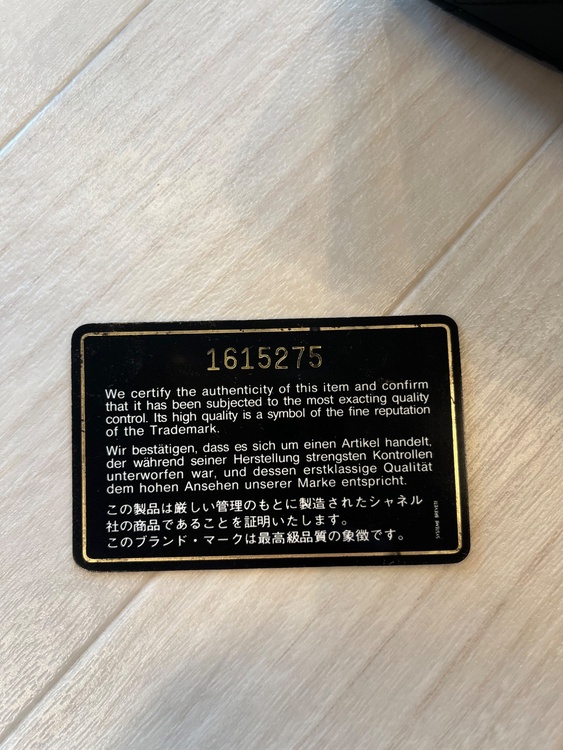 1615275
We certify the authenticity of this item and confirm
that it has been subjected to the most exacting quality
control. Its high quality is a symbol of the fine reputation
of the Trademark.
Wir bestätigen, dass es sich um einen Artikel handelt,
der während seiner Herstellung strengsten Kontrollen
unterworfen war, und dessen erstklassige Qualität
dem hohen Ansehen unserer Marke entspricht.
この製品は厳しい管理のもとに製造されたシャネル
社の商品であることを証明いたします。
このブランド・マークは最高級品質の象徴です。
SYSTEME BREVETE